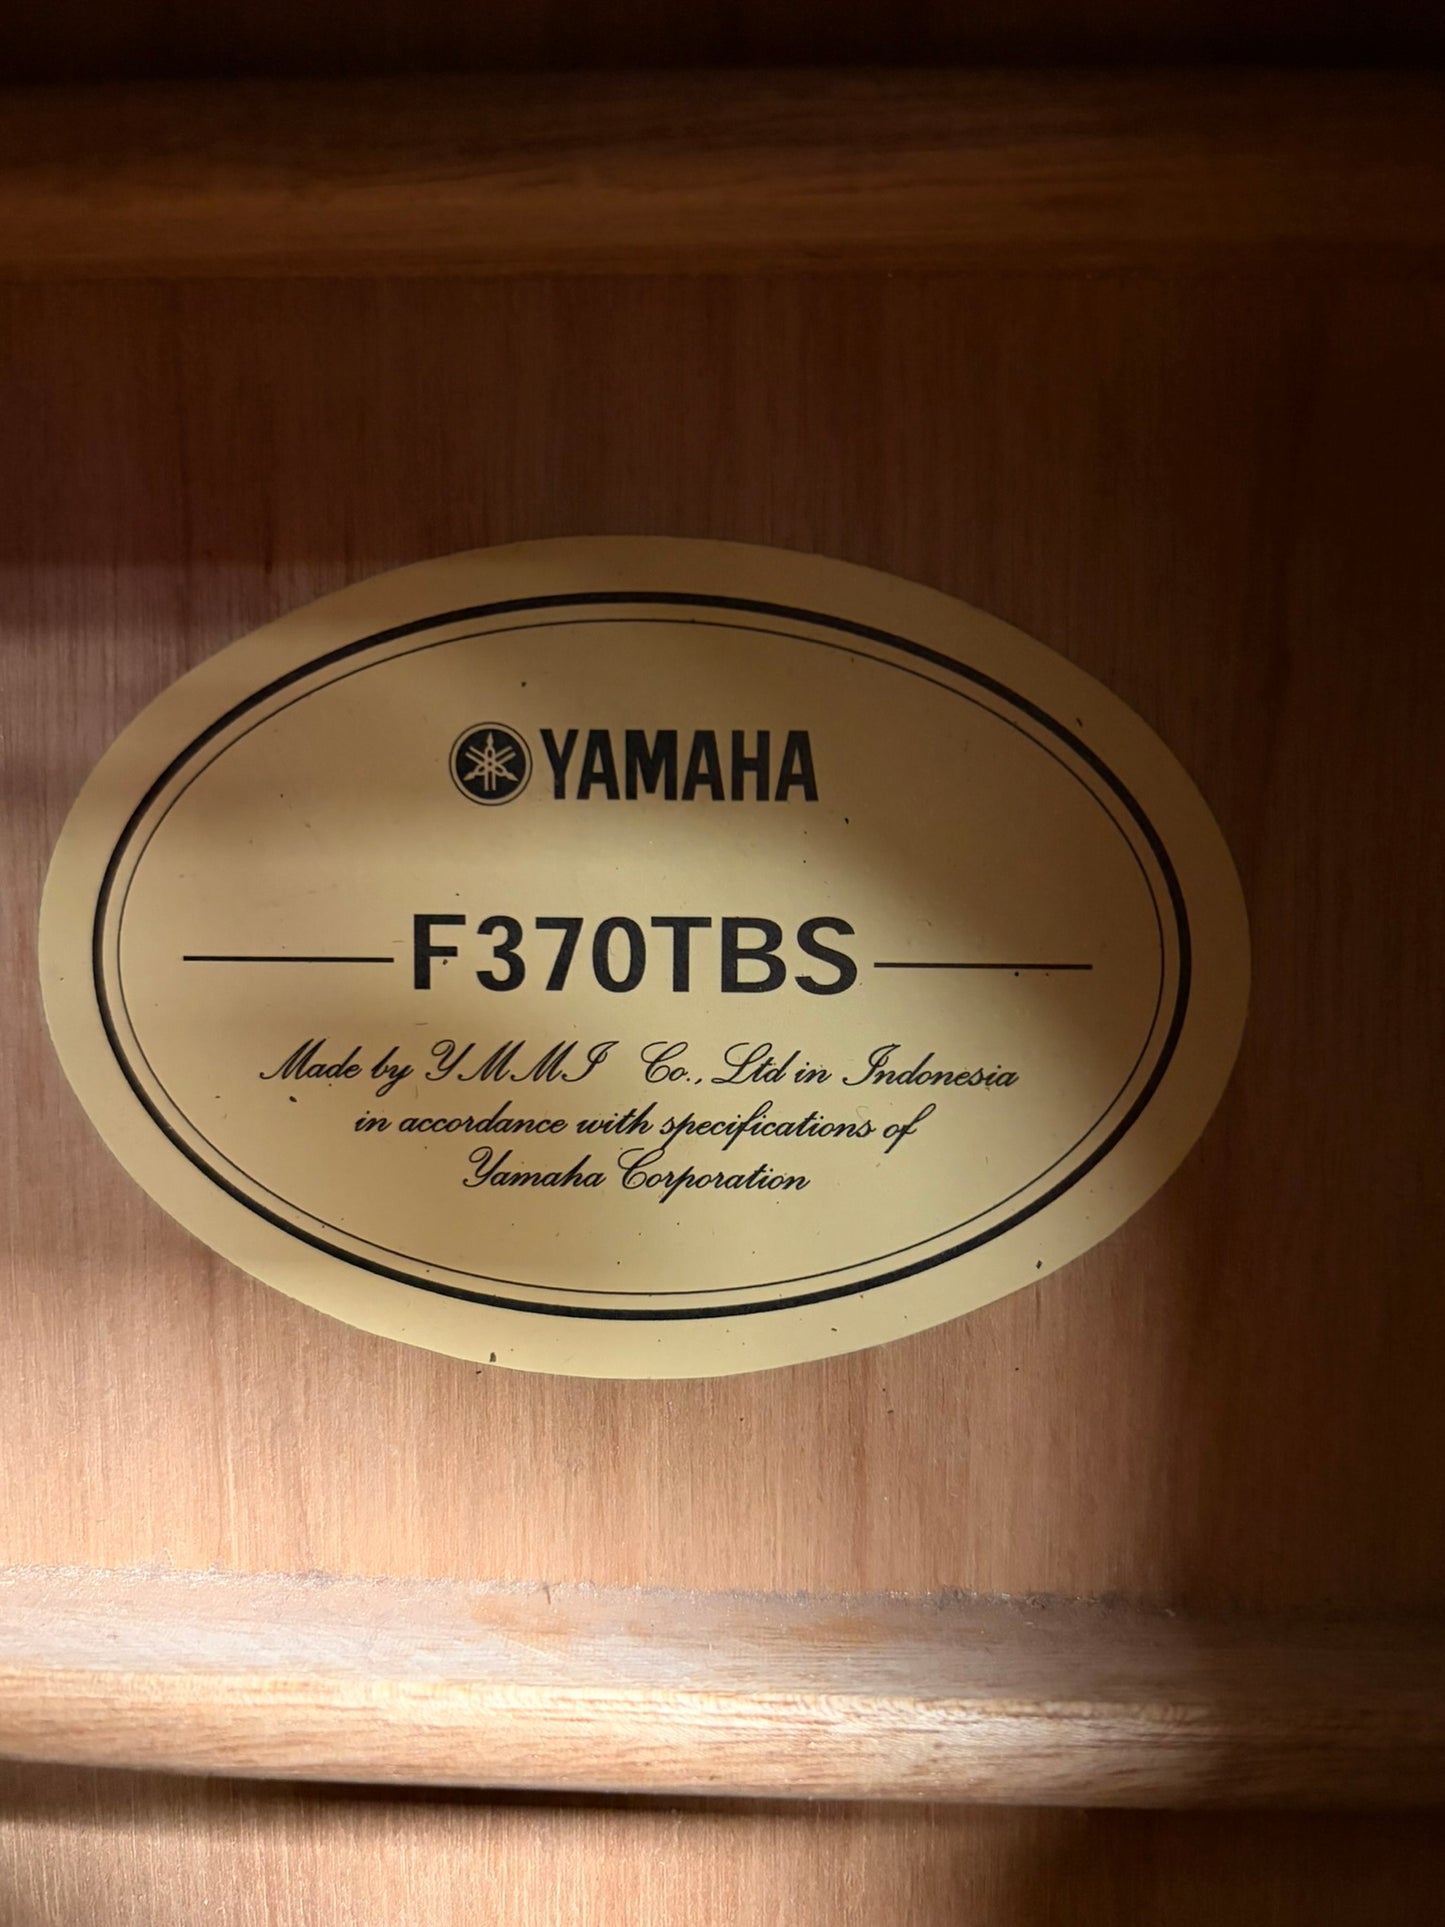 YAMAHA
F370TBS
Made by YMMI Co., Ltd in Indonesia
in accordance with specifications of
Yamaha Corporation